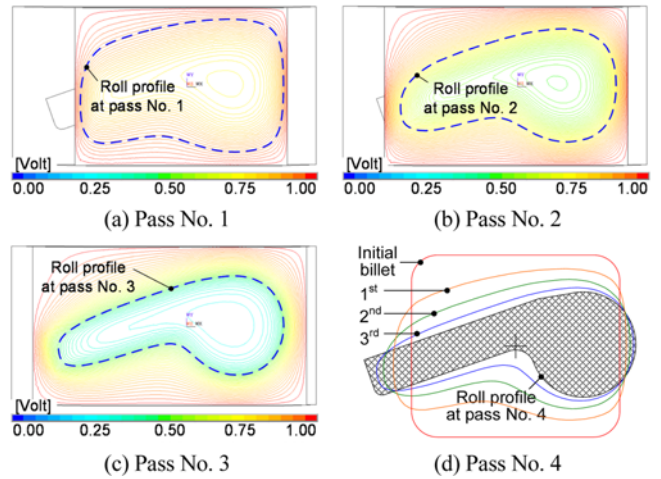 Roll profile
at pass No. 1
[Volt]
0.00 0.25 0.50 0.75 1.00
(a) Pass No. 1
Roll profile
at pass No. 2
[Volt]
0.00 0.25 0.50 0.75 1.00
(b) Pass No. 2
Roll profile
at pass No. 3
[Volt]
0.00 0.25 0.50 0.75 1.00
(c) Pass No. 3
Initial
billet
1st
2nd
3rd
Roll profile
at pass No. 4
(d) Pass No. 4